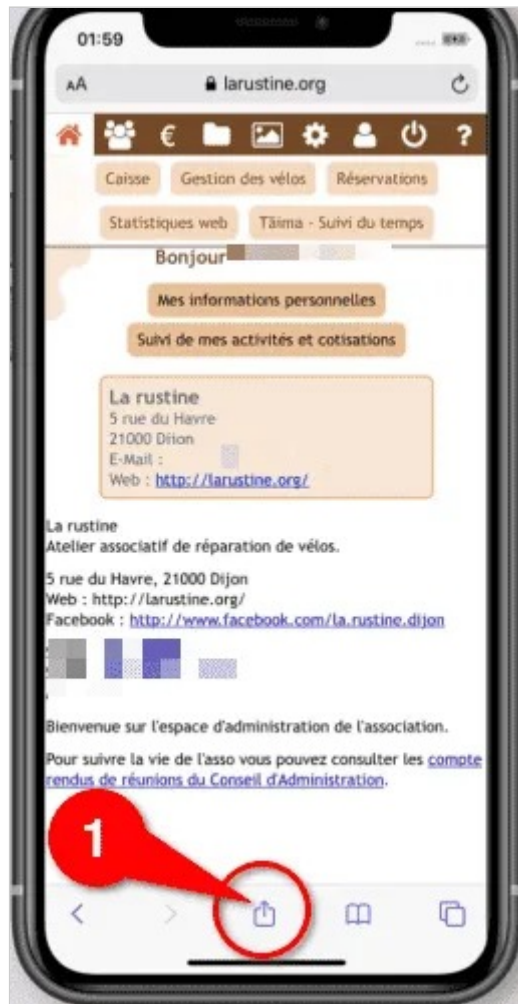 01:59
AA
larustine.org
€
?
Caisse
Gestion des vélos
Réservations
Statistiques web
Tāima - Suivi du temps
Bonjour
Mes informations personnelles
Suivi de mes activités et cotisations
La rustine
5 rue du Havre
21000 Dijon
E-Mail :
Web : http://larustine.org/
La rustine
Atelier associatif de réparation de vélos.
5 rue du Havre, 21000 Dijon
Web : http://larustine.org/
Facebook : http://www.facebook.com/la.rustine.dijon
Bienvenue sur l'espace d'administration de l'association.
Pour suivre la vie de l'asso vous pouvez consulter les compte
rendus de réunions du Conseil d'Administration.
1